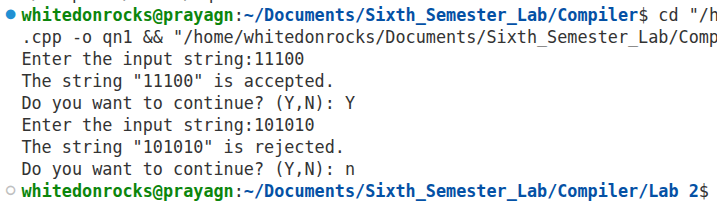 whitedonrocks@prayagn:~/Documents/Sixth_Semester_Lab/Compiler$ cd "/h
.cpp -o qn1 && "/home/whitedonrocks/Documents/Sixth_Semester_Lab/Comp
Enter the input string:11100
The string "11100" is accepted.
Do you want to continue? (Y,N): Y
Enter the input string:101010
The string "101010" is rejected.
Do you want to continue? (Y,N): n
whitedonrocks@prayagn:~/Documents/Sixth_Semester_Lab/Compiler/Lab 2$